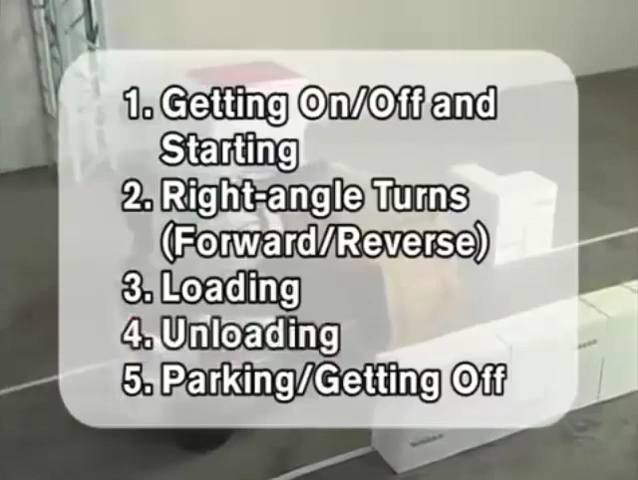 1. Getting On/Off and
Starting
2. Right-angle Turns
(Forward/Reverse)
3. Loading
4. Unloading
5. Parking/Getting Off